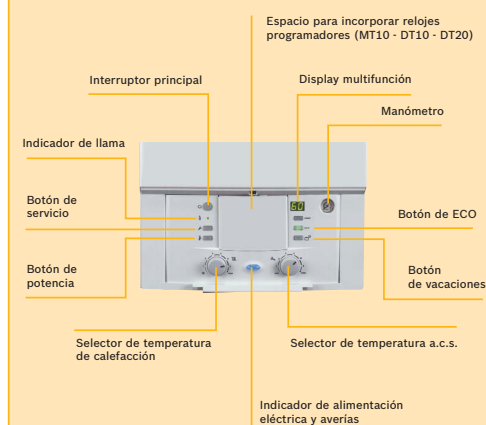 Espacio para incorporar relojes
programadores (MT10 - DT10 - DT20)
Interruptor principal
Display multifunción
Manómetro
Indicador de llama
Botón de
servicio
Botón de ECO
Botón de
potencia
Botón
de vacaciones
Selector de temperatura
de calefacción
Selector de temperatura a.c.s.
Indicador de alimentación
eléctrica y averías
60